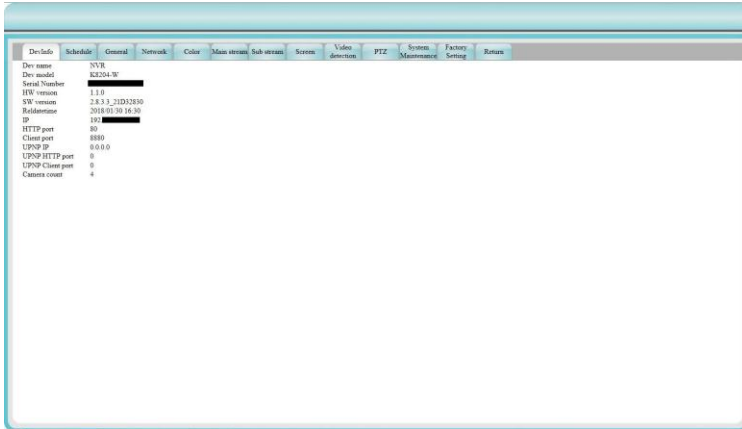 DevInfo Schedule General Network Color Main stream Sub stream Screen Video detection PTZ System Maintenance Factory Setting Return
Dev name NVR
Dev model K8204-W
Serial Number
HW version 1.1.0
SW version 2.8.3.3_21D32830
Reldatetime 2018/01/30 16:30
IP 192.
HTTP port 80
Client port 8880
UPNP IP 0.0.0.0
UPNP HTTP port 0
UPNP Client port 0
Camera count 4